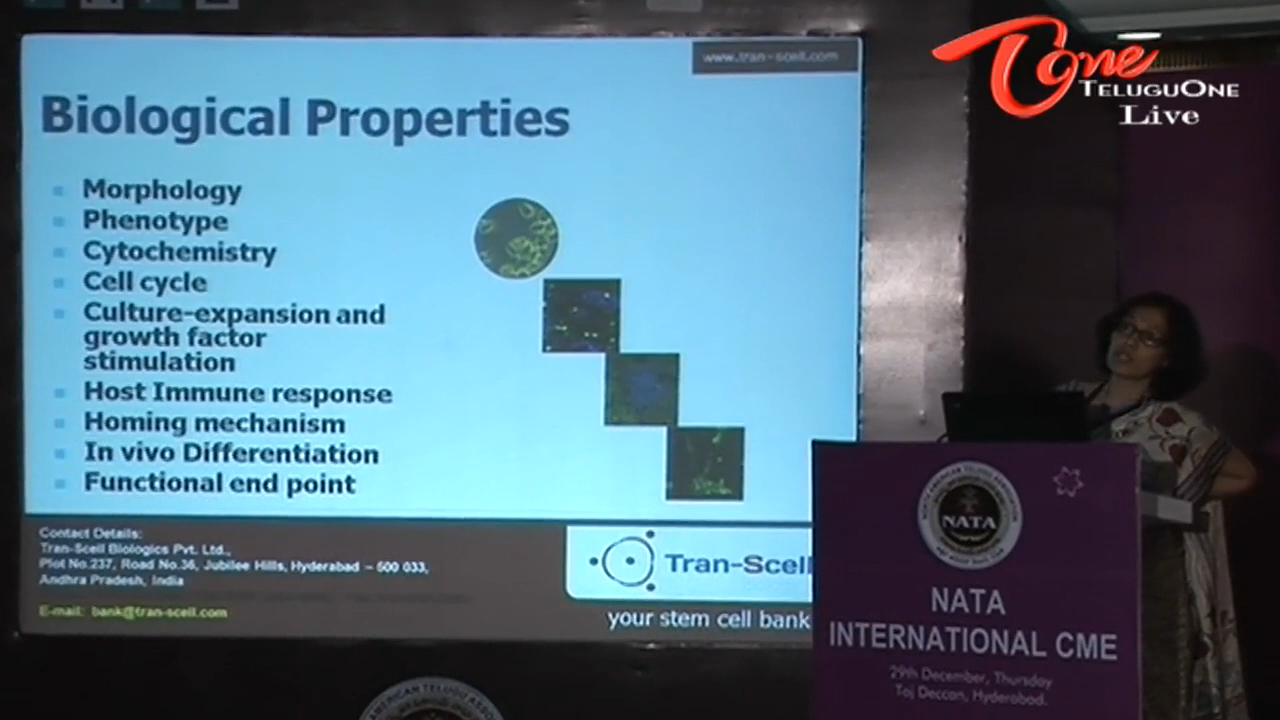 www.tran-scell.com
one
TELUGUONE
Live
Biological Properties
Morphology
Phenotype
Cytochemistry
Cell cycle
Culture-expansion and
growth factor
stimulation
Host Immune response
Homing mechanism
In vivo Differentiation
Functional end point
Contact Details:
Tran-Scell Biologics Pvt. Ltd.,
Plot No.237, Road No.36, Jubilee Hills, Hyderabad – 500 033,
Andhra Pradesh, India
E-mail: bank@tran-scell.com
Tran-Scell
your stem cell bank
NATA
NATA
INTERNATIONAL CME
29th December, Thursday
Taj Deccan, Hyderabad.
AMERICAN TELUGU